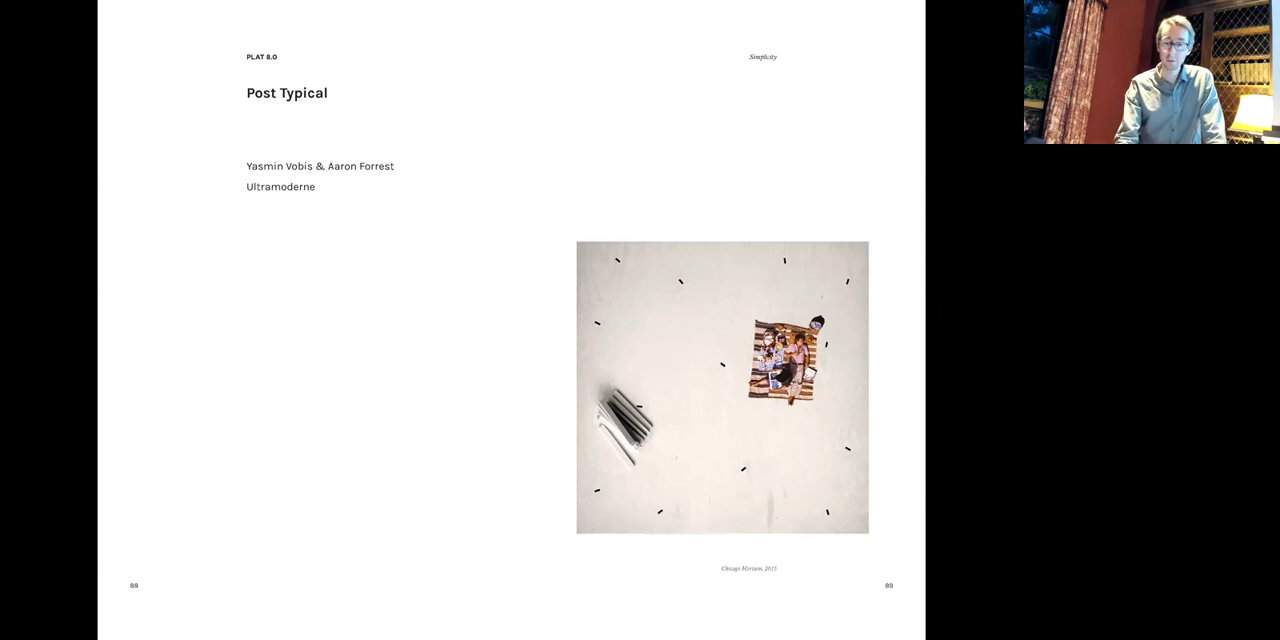 PLAT 8.0
Simplicity
Post Typical
Yasmin Vobis & Aaron Forrest
Ultramoderne
Chicago Horizon, 2015
88
89